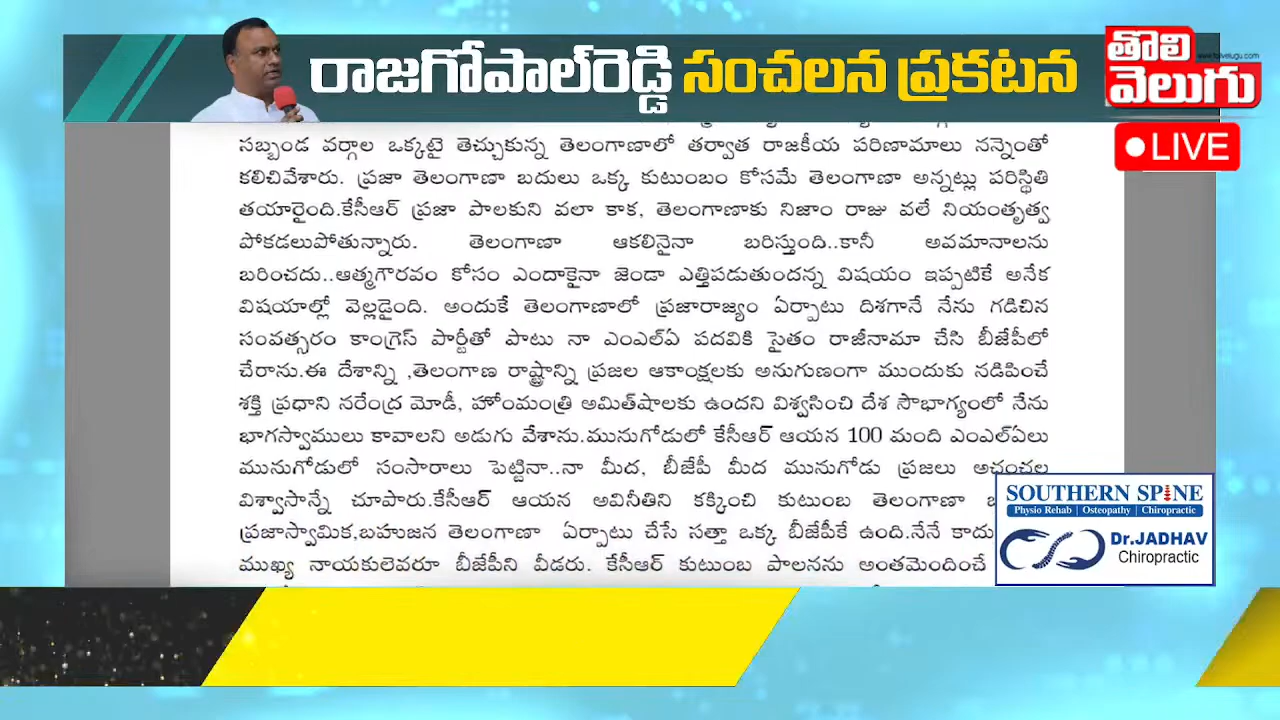 రాజగోపాల్‌రెడ్డి సంచలన ప్రకటన
తొలి
వెలుగు
LIVE
సబ్బండ వర్గాల ఒక్కటై తెచ్చుకున్న తెలంగాణాలో తర్వాత రాజకీయ పరిణామాలు నన్నెంతో
కలిచివేశారు. ప్రజా తెలంగాణా బదులు ఒక్క కుటుంబం కోసమే తెలంగాణా అన్నట్లు పరిస్థితి
తయారైంది.కేసీఆర్ ప్రజా పాలకుని వలా కాక, తెలంగాణాకు నిజాం రాజు వలే నియంతృత్వ
పోకడలుపోతున్నారు. తెలంగాణా ఆకలినైనా బరిస్తుంది..కానీ అవమానాలను
బరించదు..ఆత్మగౌరవం కోసం ఎందాకైనా జెండా ఎత్తిపడుతుందన్న విషయం ఇప్పటికే అనేక
విషయాల్లో వెల్లడైంది. అందుకే తెలంగాణాలో ప్రజారాజ్యం ఏర్పాటు దిశగానే నేను గడిచిన
సంవత్సరం కాంగ్రెస్ పార్టీతో పాటు నా ఎంఎల్ఏ పదవికి సైతం రాజీనామా చేసి బీజేపీలో
చేరాను.ఈ దేశాన్ని ,తెలంగాణ రాష్ట్రాన్ని ప్రజల ఆకాంక్షలకు అనుగుణంగా ముందుకు నడిపించే
శక్తి ప్రధాని నరేంద్ర మోడీ, హోంమంత్రి అమిత్‌షాలకు ఉందని విశ్వసించి దేశ సౌభాగ్యంలో నేను
భాగస్వాములు కావాలని అడుగు వేశాను.మునుగోడులో కేసీఆర్ ఆయన 100 మంది ఎంఎల్ఏలు
మునుగోడులో సంసారాలు పెట్టినా..నా మీద, బీజేపీ మీద మునుగోడు ప్రజలు అచంచల
విశ్వాసాన్నే చూపారు.కేసీఆర్ ఆయన అవినీతిని కక్కించి కుటుంబ తెలంగాణా
ప్రజాస్వామిక,బహుజన తెలంగాణా ఏర్పాటు చేసే సత్తా ఒక్క బీజేపీకే ఉంది.నేనే కాదు
ముఖ్య నాయకులెవరూ బీజేపీని వీడరు. కేసీఆర్ కుటుంబ పాలనను అంతమెందించే
SOUTHERN SPINE
Physio Rehab | Osteopathy | Chiropractic
Dr.JADHAV
Chiropractic